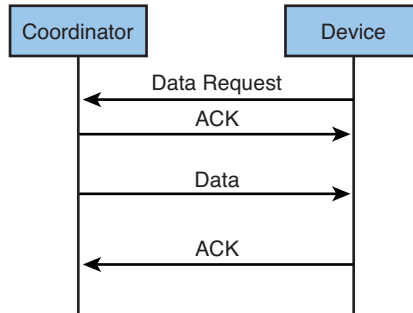 Coordinator
Device
Data Request
ACK
Data
ACK